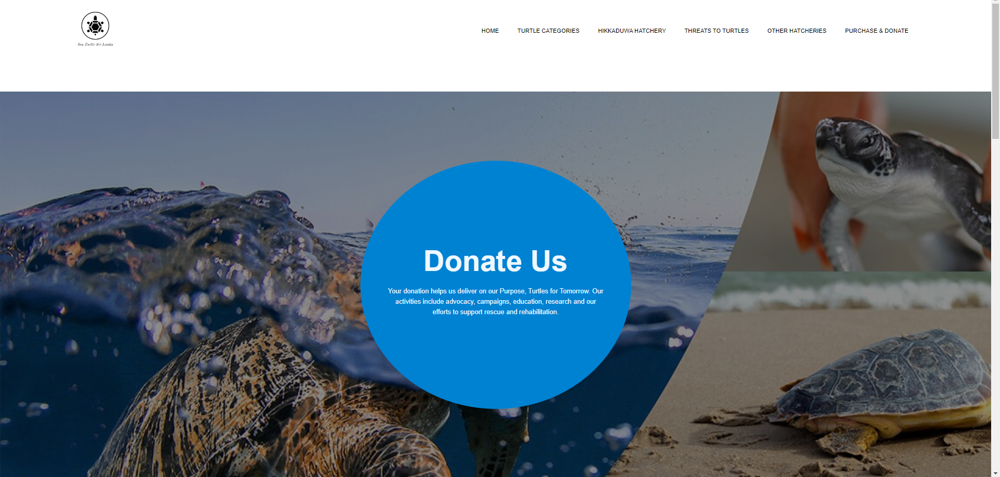 Sea Turtle Sri Lanka
HOME
TURTLE CATEGORIES
HIKKADUWA HATCHERY
THREATS TO TURTLES
OTHER HATCHERIES
PURCHASE & DONATE
Donate Us
Your donation helps us deliver on our Purpose, Turtles for Tomorrow. Our
activities include advocacy, campaigns, education, research and our
efforts to support rescue and rehabilitation.